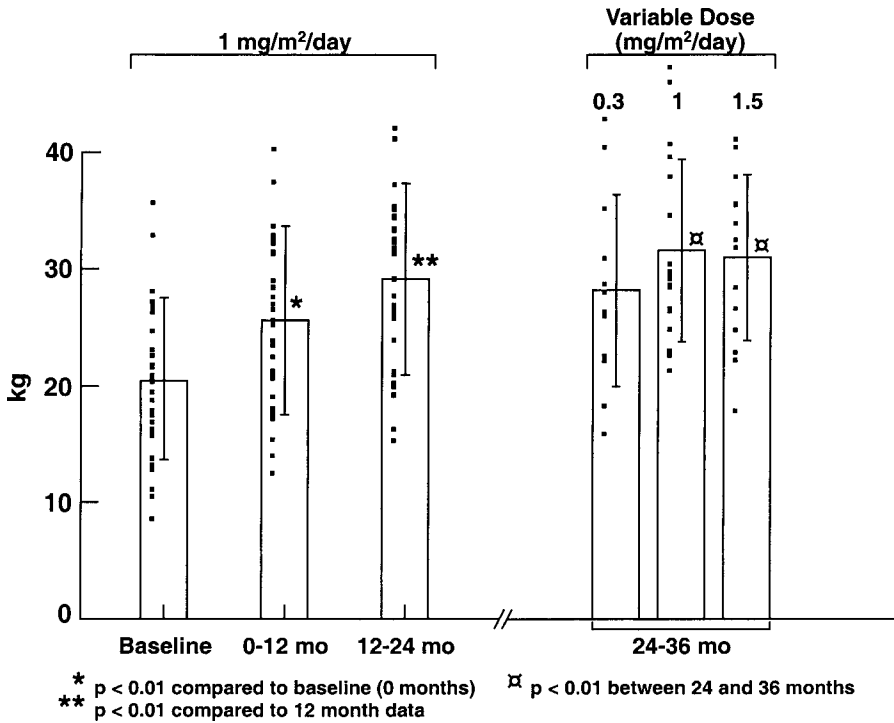 1 mg/m²/day
Variable Dose
(mg/m²/day)
0.3 1 1.5
40
30
20
10
0
kg
Baseline 0-12 mo 12-24 mo 24-36 mo
* p < 0.01 compared to baseline (0 months)
** p < 0.01 compared to 12 month data
¤ p < 0.01 between 24 and 36 months
*
**
¤
¤